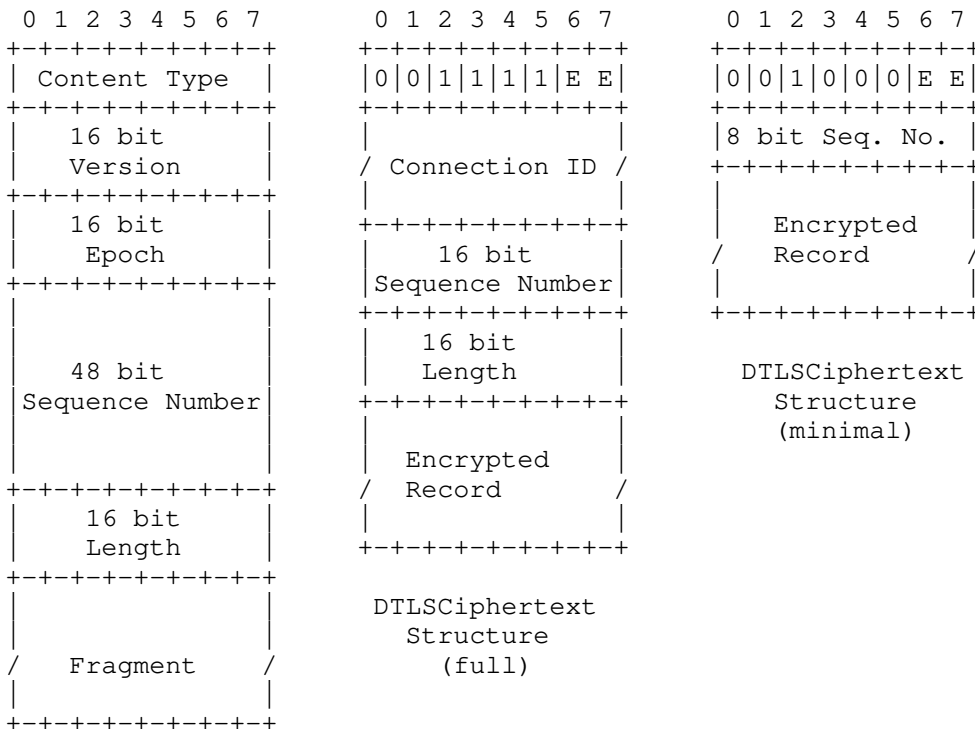 0 1 2 3 4 5 6 7       0 1 2 3 4 5 6 7       0 1 2 3 4 5 6 7
+-+-+-+-+-+-+-+-+     +-+-+-+-+-+-+-+-+     +-+-+-+-+-+-+-+-+
| Content Type  |     |0|0|1|1|1|1|E E|     |0|0|1|0|0|0|E E|
+-+-+-+-+-+-+-+-+     +-+-+-+-+-+-+-+-+     +-+-+-+-+-+-+-+-+
|   16 bit      |     |               |     |8 bit Seq. No. |
|   Version     |     / Connection ID /     +-+-+-+-+-+-+-+-+
+-+-+-+-+-+-+-+-+     |               |     |               |
|   16 bit      |     +-+-+-+-+-+-+-+-+     |   Encrypted   |
|    Epoch      |     |    16 bit     |     /   Record      /
+-+-+-+-+-+-+-+-+     |Sequence Number|     |               |
|               |     +-+-+-+-+-+-+-+-+     +-+-+-+-+-+-+-+-+
|               |     |   16 bit      |
|   48 bit      |     |   Length      |       DTLSCiphertext
|Sequence Number|     +-+-+-+-+-+-+-+-+         Structure
|               |     |               |         (minimal)
|               |     |  Encrypted    |
+-+-+-+-+-+-+-+-+     /  Record       /
|    16 bit     |     |               |
|    Length     |     +-+-+-+-+-+-+-+-+
+-+-+-+-+-+-+-+-+
|               |      DTLSCiphertext
|               |        Structure
/   Fragment    /          (full)
|               |
+-+-+-+-+-+-+-+-+